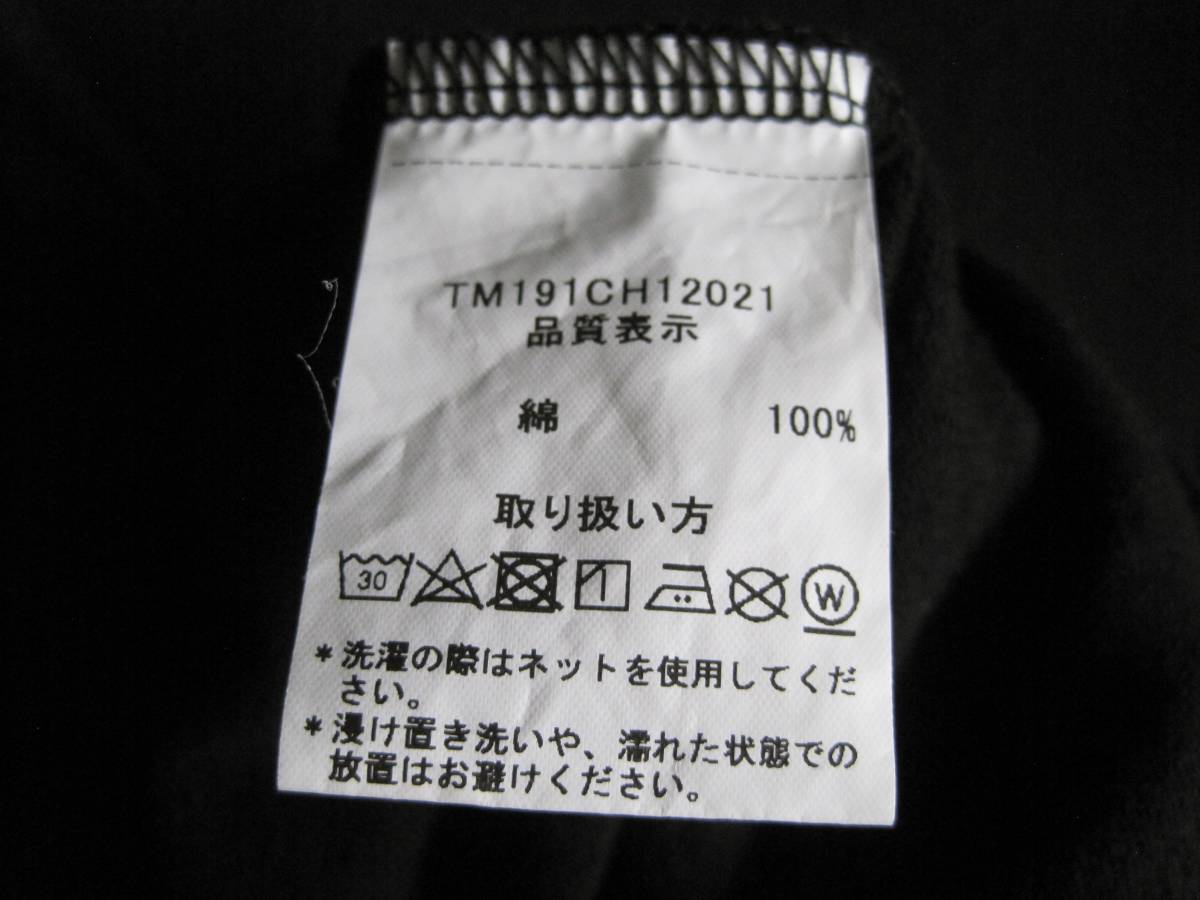 TM191CH12021
品質表示
綿 100%
取り扱い方
30 W
*洗濯の際はネットを使用してくだ
さい。
*浸け置き洗いや、濡れた状態での
放置はお避けください。